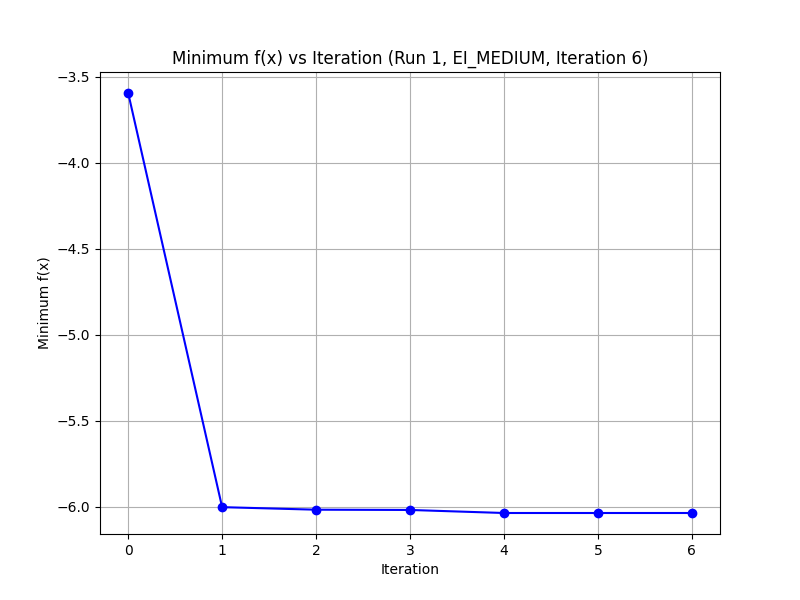 Minimum f(x) vs Iteration (Run 1, EI_MEDIUM, Iteration 6)
−3.5
−4.0
−4.5
−5.0
−5.5
−6.0
Minimum f(x)
0 1 2 3 4 5 6
Iteration